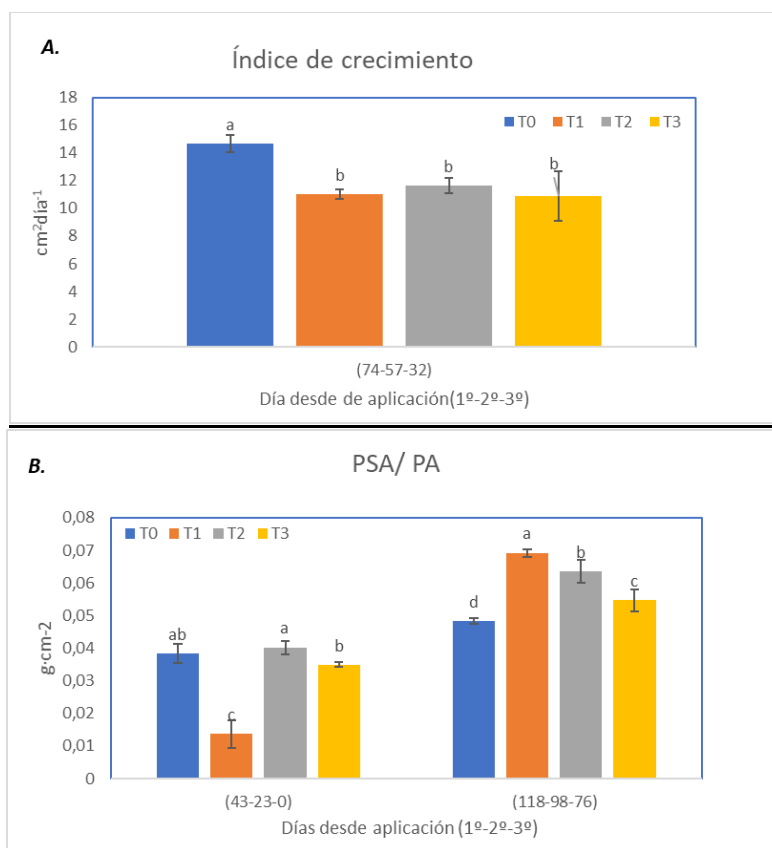 A.
Índice de crecimiento
18
16
14
12
10
8
6
4
2
0
cm²día⁻¹
T0 T1 T2 T3
a
b
b
b
(74-57-32)
Día desde de aplicación(1º-2º-3º)
B.
PSA/ PA
0,08
0,07
0,06
0,05
0,04
0,03
0,02
0,01
0
g·cm-2
T0 T1 T2 T3
ab
c
a
b
d
a
b
c
(43-23-0) (118-98-76)
Días desde aplicación (1º-2º-3º)